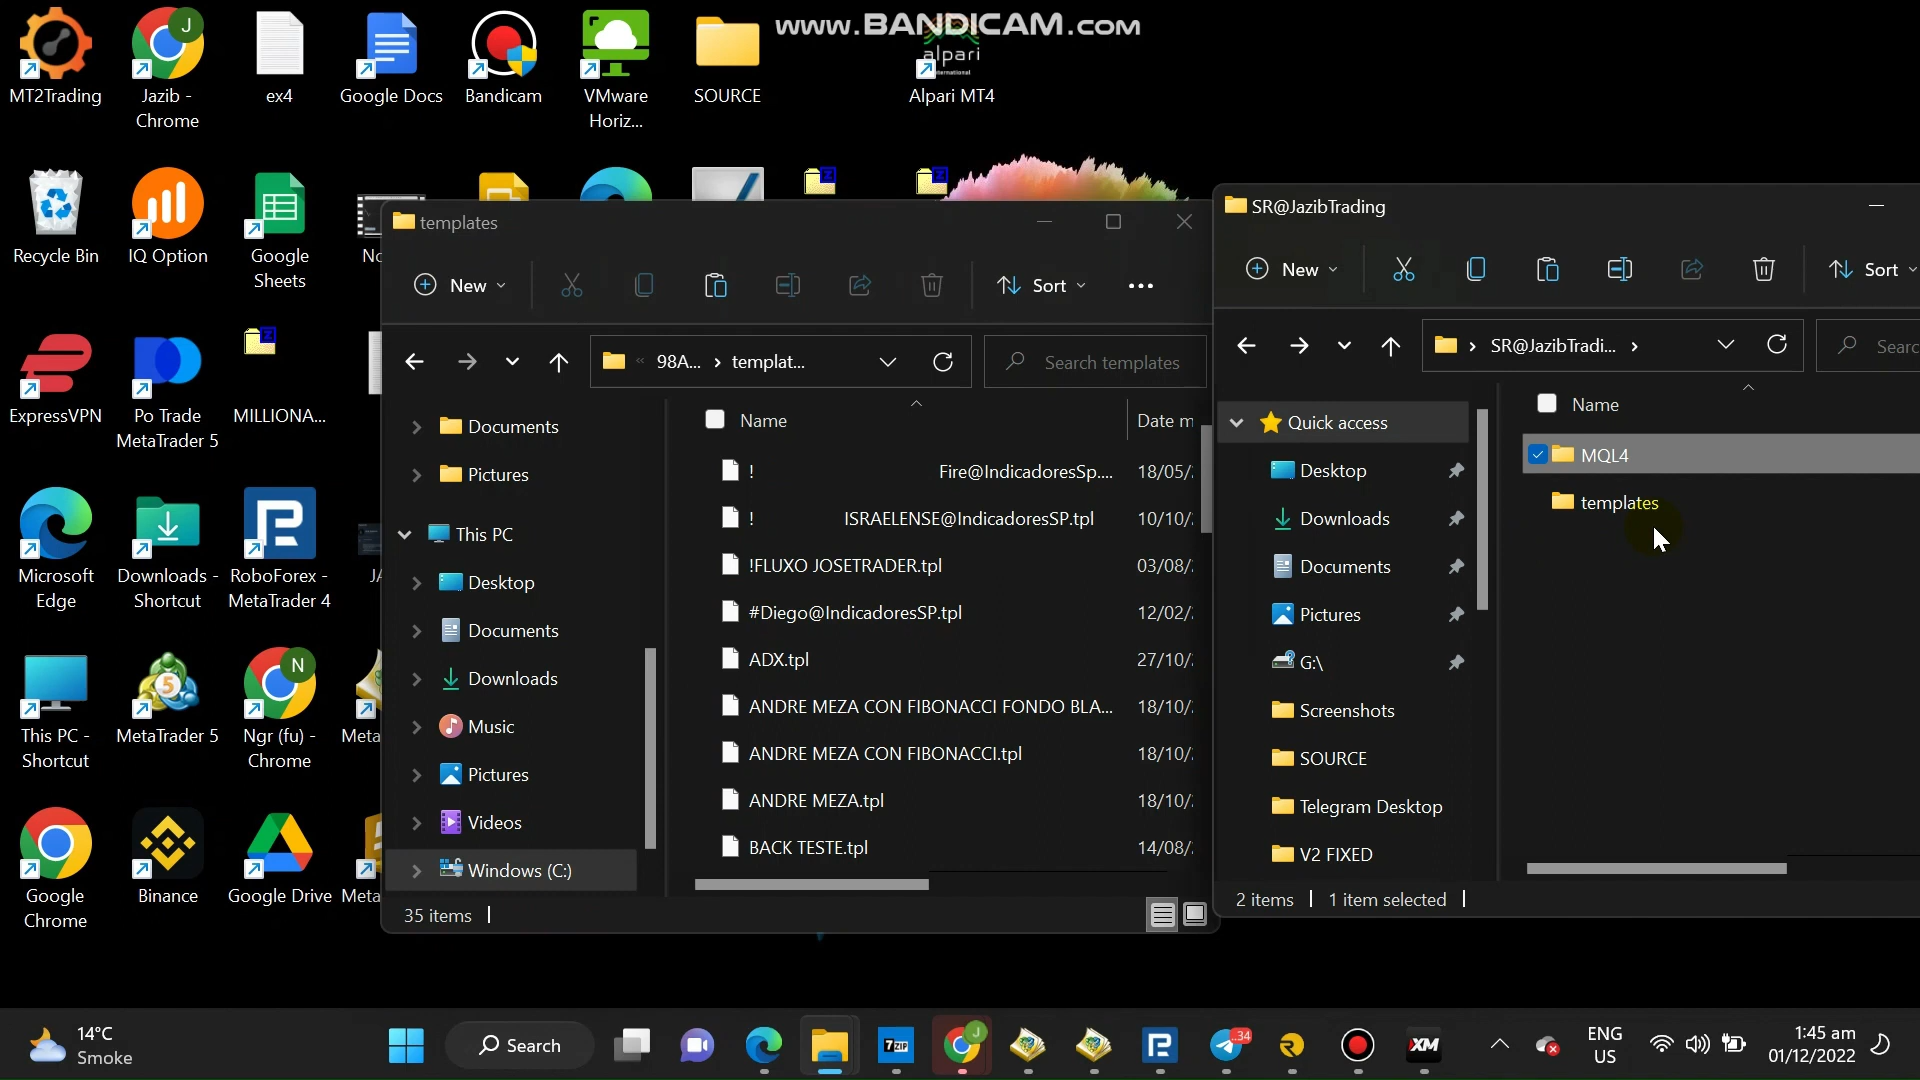 www.BANDICAM.com
MT2Trading
Jazib -
Chrome
ex4
Google Docs
Bandicam
VMware
Horiz...
SOURCE
alpari
international
Alpari MT4
Recycle Bin
IQ Option
Google
Sheets
ExpressVPN
Po Trade
MetaTrader 5
MILLIONA...
Microsoft
Edge
Downloads -
Shortcut
RoboForex -
MetaTrader 4
This PC -
Shortcut
MetaTrader 5
Ngr (fu) -
Chrome
Meta
Google
Chrome
Binance
Google Drive
Meta
templates
New
Sort
98A...
templat...
Search templates
Documents
Pictures
This PC
Desktop
Documents
Downloads
Music
Pictures
Videos
Windows (C:)
Name
Date m
! Fire@IndicadoresSp....
18/05/
! ISRAELENSE@IndicadoresSP.tpl
10/10/
!FLUXO JOSETRADER.tpl
03/08/
#Diego@IndicadoresSP.tpl
12/02/
ADX.tpl
27/10/
ANDRE MEZA CON FIBONACCI FONDO BLA...
18/10/
ANDRE MEZA CON FIBONACCI.tpl
18/10/
ANDRE MEZA.tpl
18/10/
BACK TESTE.tpl
14/08/
35 items
SR@JazibTrading
New
Sort
SR@JazibTradi...
Searc
Quick access
Desktop
Downloads
Documents
Pictures
G:\
Screenshots
SOURCE
Telegram Desktop
V2 FIXED
Name
MQL4
templates
2 items
1 item selected
14°C
Smoke
Search
7ZIP
J
..34
XM
ENG
US
1:45 am
01/12/2022